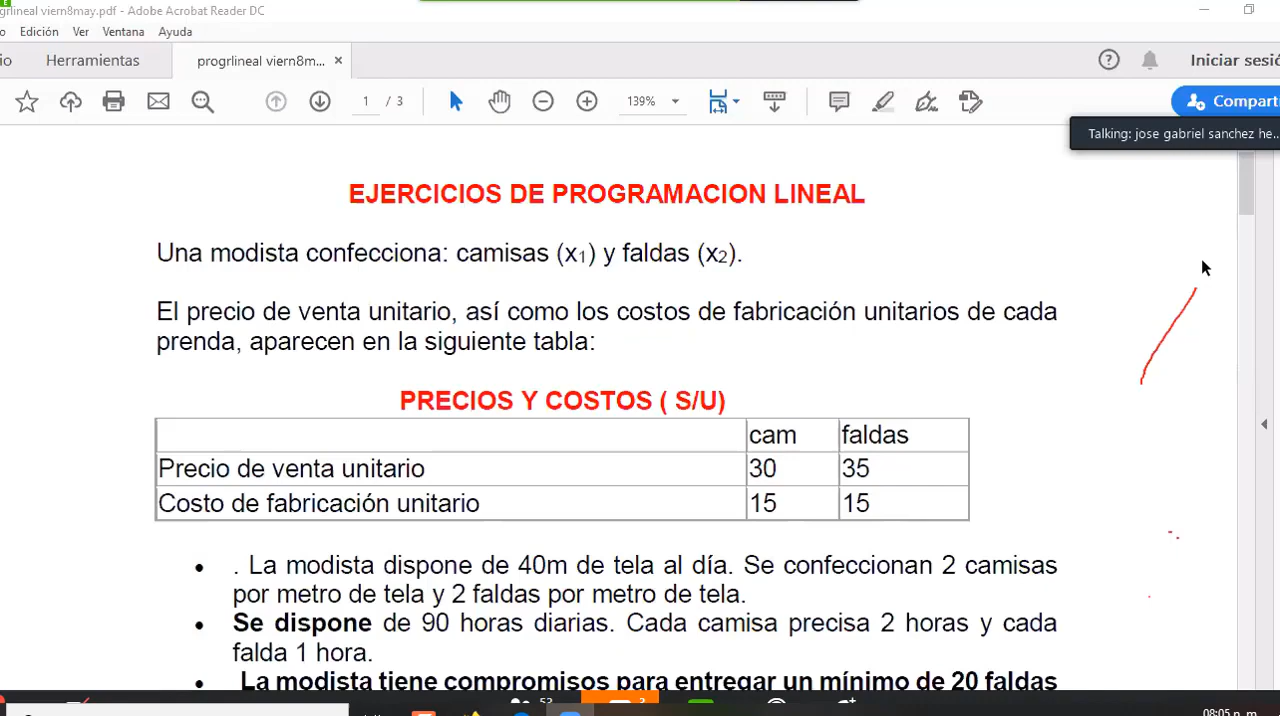 grlineal viern8may.pdf - Adobe Acrobat Reader DC
o Edición Ver Ventana Ayuda
io Herramientas progrlineal viern8m... × Iniciar sesió
1 / 3 139% Comparti
Talking: jose gabriel sanchez he...
EJERCICIOS DE PROGRAMACION LINEAL
Una modista confecciona: camisas (x1) y faldas (x2).
El precio de venta unitario, así como los costos de fabricación unitarios de cada
prenda, aparecen en la siguiente tabla:
PRECIOS Y COSTOS ( S/U)
cam faldas
Precio de venta unitario 30 35
Costo de fabricación unitario 15 15
• . La modista dispone de 40m de tela al día. Se confeccionan 2 camisas
por metro de tela y 2 faldas por metro de tela.
• Se dispone de 90 horas diarias. Cada camisa precisa 2 horas y cada
falda 1 hora.
• La modista tiene compromisos para entregar un mínimo de 20 faldas
08:05 p. m.